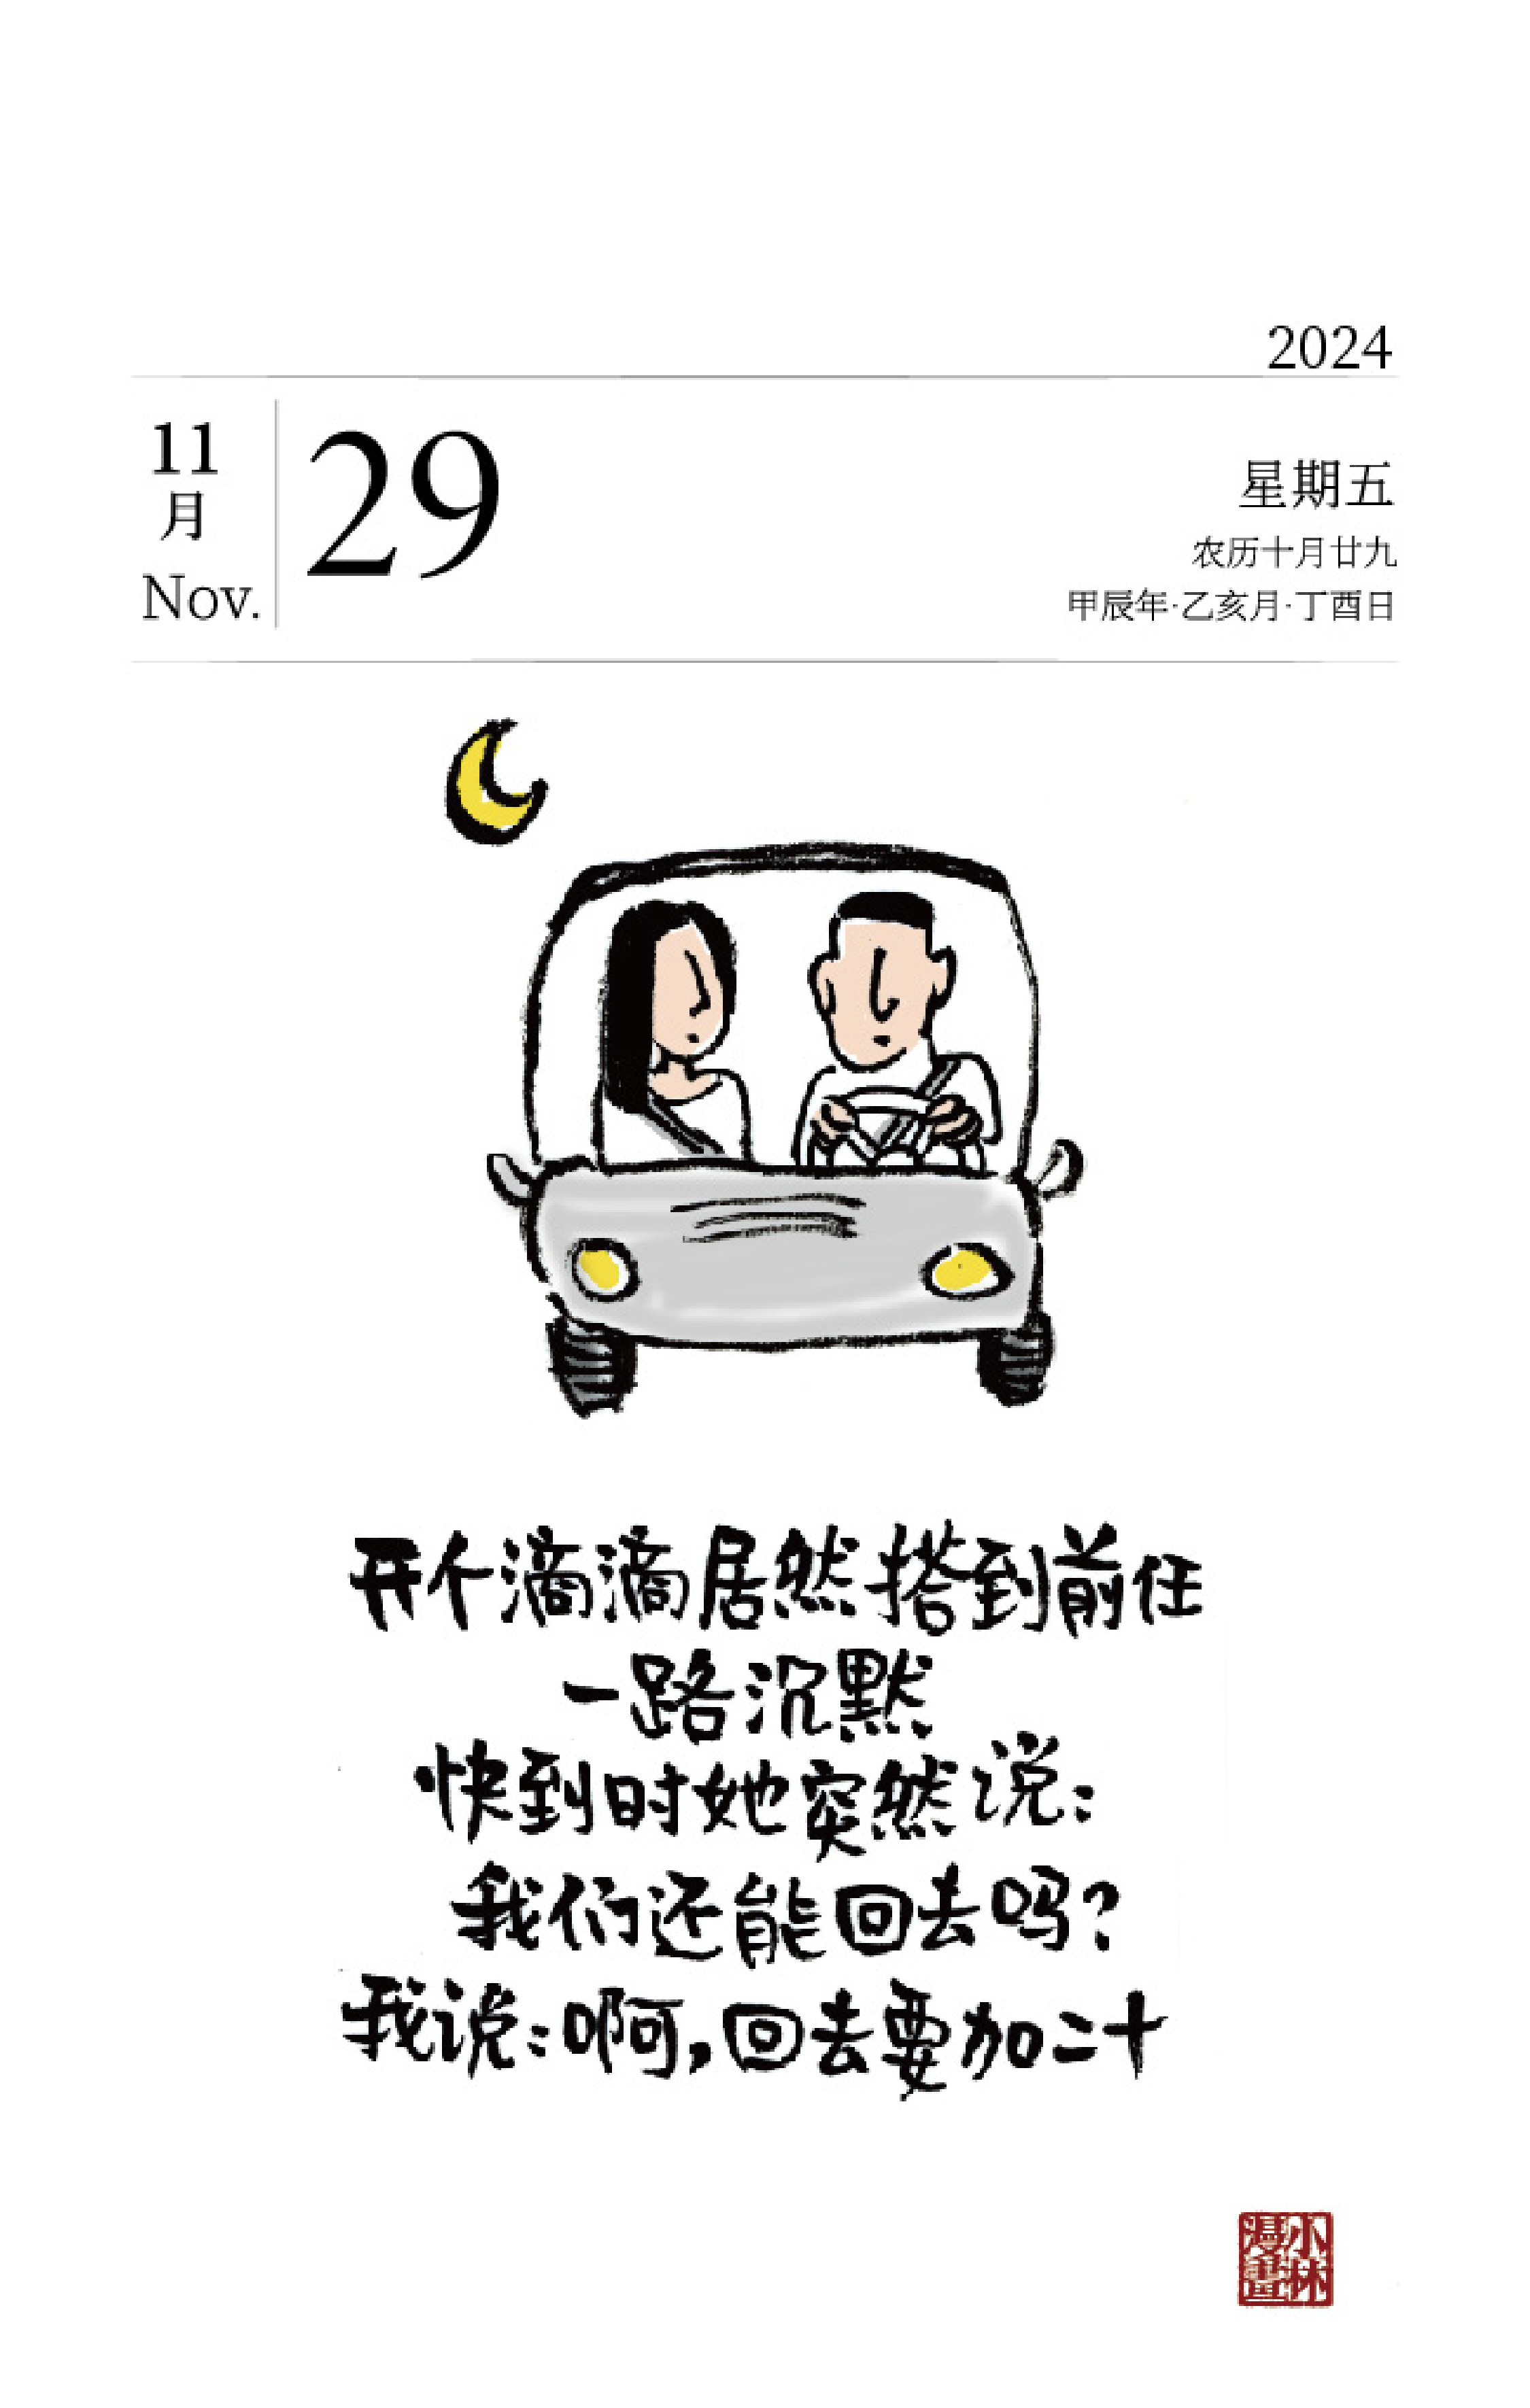 2024
11
月
Nov.
29
星期五
农历十月廿九
甲辰年·乙亥月·丁酉日
开个滴滴居然搭到前任
一路沉默
快到时她突然说：
我们还能回去吗？
我说：啊，回去要加二十
小林
漫畫